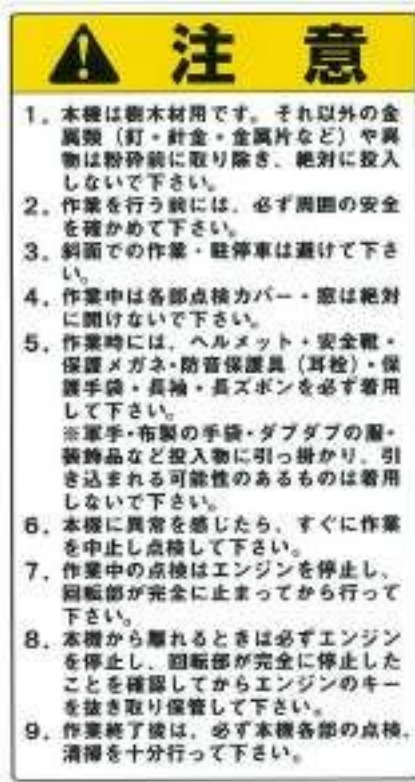 注意
1. 本機は樹木材用です。それ以外の金
属類（釘・針金・金属片など）や異
物は粉砕前に取り除き、絶対に投入
しないで下さい。
2. 作業を行う前には、必ず周囲の安全
を確かめて下さい。
3. 斜面での作業・駐停車は避けて下さ
い。
4. 作業中は各部点検カバー・窓は絶対
に開けないで下さい。
5. 作業時には、ヘルメット・安全靴・
保護メガネ・防音保護具（耳栓）・保
護手袋・長袖・長ズボンを必ず着用
して下さい。
※軍手・布製の手袋・ダブダブの服・
装飾品など投入物に引っ掛かり、引
き込まれる可能性のあるものは着用
しないで下さい。
6. 本機に異常を感じたら、すぐに作業
を中止し点検して下さい。
7. 作業中の点検はエンジンを停止し、
回転部が完全に止まってから行って
下さい。
8. 本機から離れるときは必ずエンジン
を停止し、回転部が完全に停止した
ことを確認してからエンジンのキー
を抜き取り保管して下さい。
9. 作業終了後は、必ず本機各部の点検、
清掃を十分行って下さい。